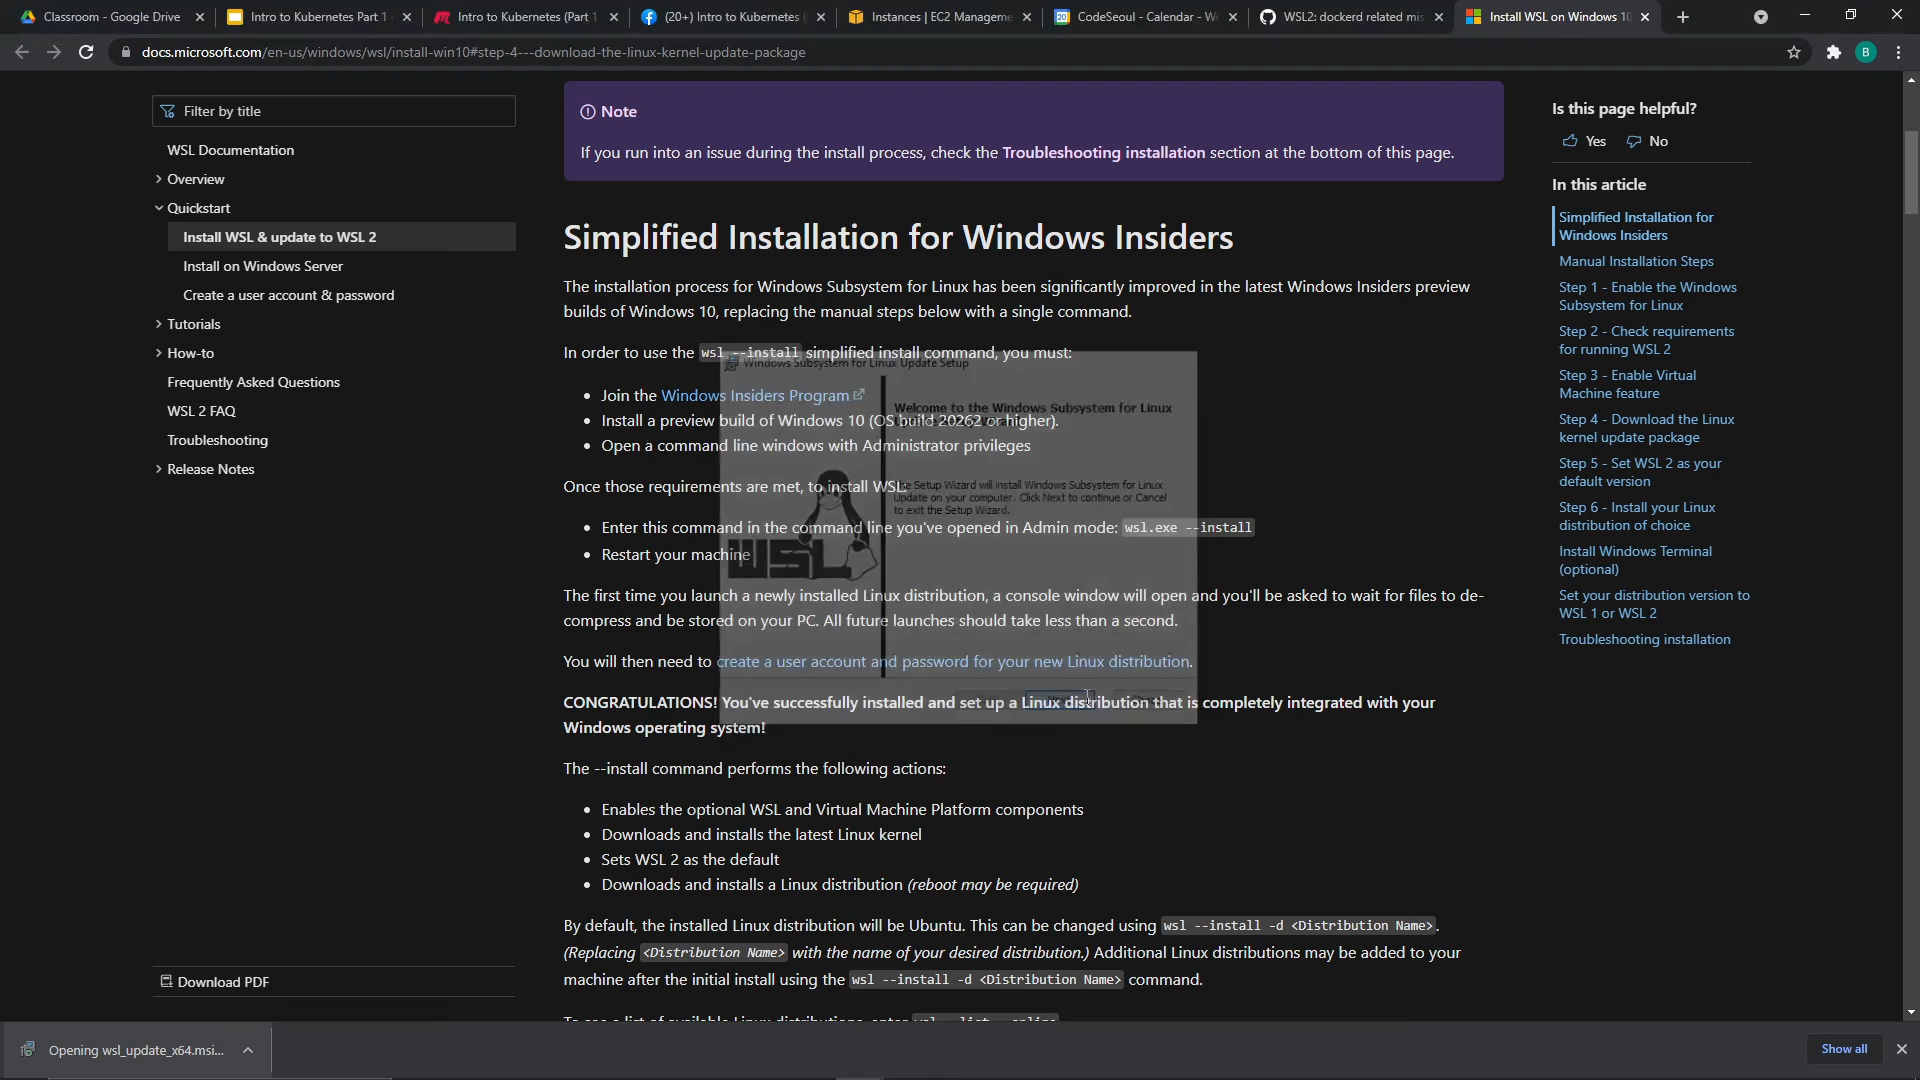 Classroom - Google Drive
Intro to Kubernetes Part 1
Intro to Kubernetes (Part 1
(20+) Intro to Kubernetes
Instances | EC2 Manageme
CodeSeoul - Calendar - W
WSL2: dockerd related mis
Install WSL on Windows 10
docs.microsoft.com/en-us/windows/wsl/install-win10#step-4---download-the-linux-kernel-update-package
B
Filter by title
WSL Documentation
Overview
Quickstart
Install WSL & update to WSL 2
Install on Windows Server
Create a user account & password
Tutorials
How-to
Frequently Asked Questions
WSL 2 FAQ
Troubleshooting
Release Notes
Download PDF
Note
If you run into an issue during the install process, check the Troubleshooting installation section at the bottom of this page.
Simplified Installation for Windows Insiders
The installation process for Windows Subsystem for Linux has been significantly improved in the latest Windows Insiders preview
builds of Windows 10, replacing the manual steps below with a single command.
In order to use the wsl --install simplified install command, you must:
Join the Windows Insiders Program
Install a preview build of Windows 10 (OS build 20262 or higher).
Open a command line windows with Administrator privileges
Once those requirements are met, to install WSL:
Enter this command in the command line you've opened in Admin mode: wsl.exe --install
Restart your machine
The first time you launch a newly installed Linux distribution, a console window will open and you'll be asked to wait for files to de-
compress and be stored on your PC. All future launches should take less than a second.
You will then need to create a user account and password for your new Linux distribution.
CONGRATULATIONS! You've successfully installed and set up a Linux distribution that is completely integrated with your
Windows operating system!
The --install command performs the following actions:
Enables the optional WSL and Virtual Machine Platform components
Downloads and installs the latest Linux kernel
Sets WSL 2 as the default
Downloads and installs a Linux distribution (reboot may be required)
By default, the installed Linux distribution will be Ubuntu. This can be changed using wsl --install -d <Distribution Name>.
(Replacing <Distribution Name> with the name of your desired distribution.) Additional Linux distributions may be added to your
machine after the initial install using the wsl --install -d <Distribution Name> command.
To see a list of available Linux distributions, enter wsl --list --online
Windows Subsystem for Linux Update Setup
Welcome to the Windows Subsystem for Linux
The Setup Wizard will install Windows Subsystem for Linux
Update on your computer. Click Next to continue or Cancel
to exit the Setup Wizard.
WSL
Is this page helpful?
Yes
No
In this article
Simplified Installation for
Windows Insiders
Manual Installation Steps
Step 1 - Enable the Windows
Subsystem for Linux
Step 2 - Check requirements
for running WSL 2
Step 3 - Enable Virtual
Machine feature
Step 4 - Download the Linux
kernel update package
Step 5 - Set WSL 2 as your
default version
Step 6 - Install your Linux
distribution of choice
Install Windows Terminal
(optional)
Set your distribution version to
WSL 1 or WSL 2
Troubleshooting installation
Opening wsl_update_x64.msi...
Show all